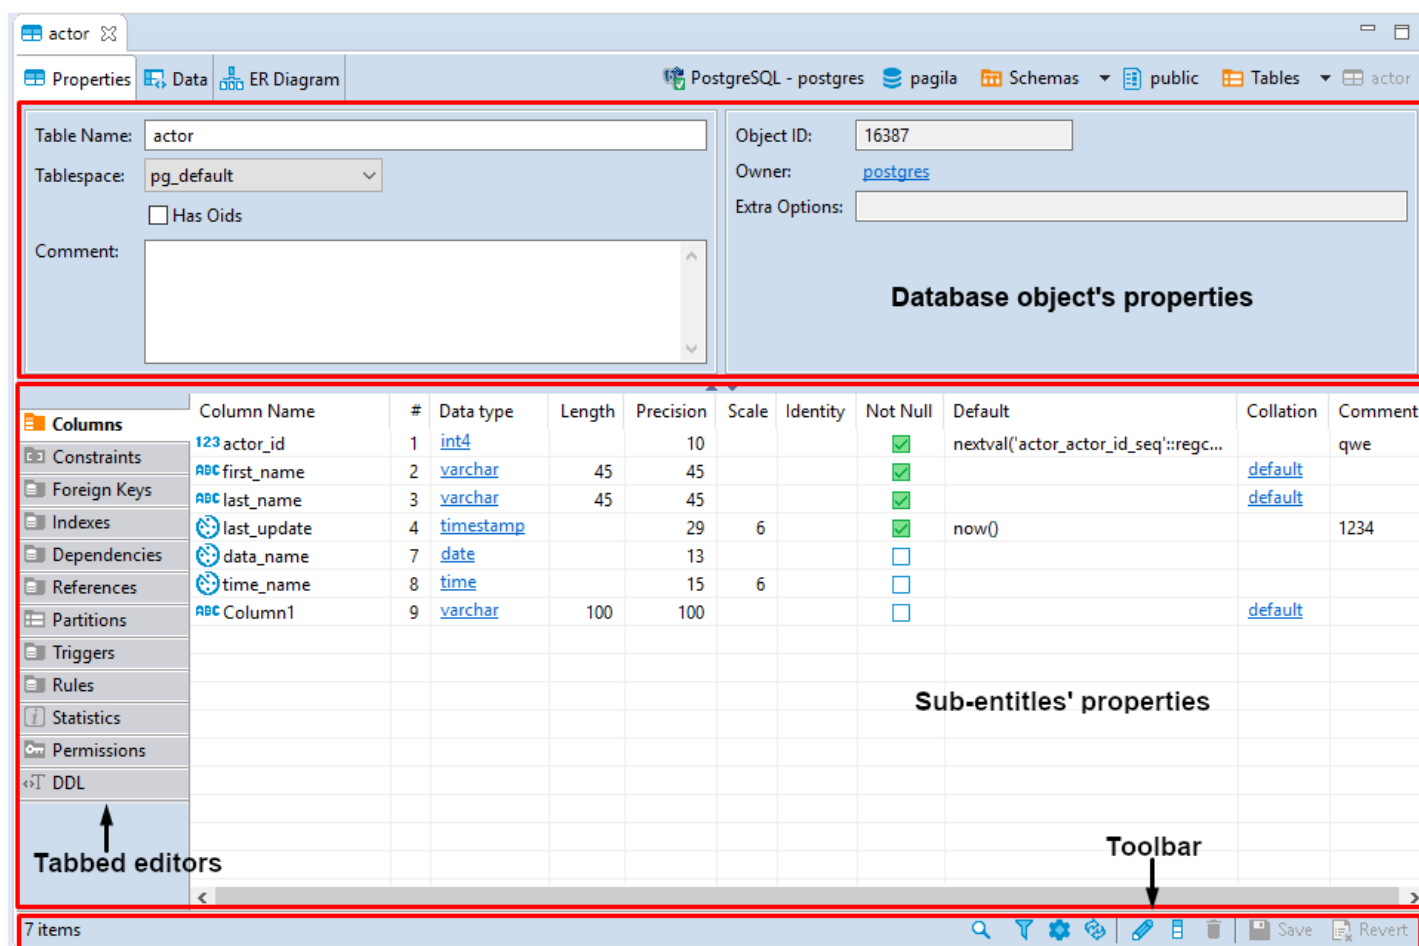 actor
Properties Data ER Diagram PostgreSQL - postgres pagila Schemas public Tables actor
Table Name: actor
Tablespace: pg_default
Has Oids
Comment:
Object ID: 16387
Owner: postgres
Extra Options:
Database object's properties
Columns
Constraints
Foreign Keys
Indexes
Dependencies
References
Partitions
Triggers
Rules
Statistics
Permissions
DDL
Tabbed editors
Column Name # Data type Length Precision Scale Identity Not Null Default Collation Comment
123 actor_id 1 int4 10 nextval('actor_actor_id_seq'::regc... qwe
ABC first_name 2 varchar 45 45 default
ABC last_name 3 varchar 45 45 default
last_update 4 timestamp 29 6 now() 1234
data_name 7 date 13
time_name 8 time 15 6
ABC Column1 9 varchar 100 100 default
Sub-entitles' properties
Toolbar
7 items Save Revert